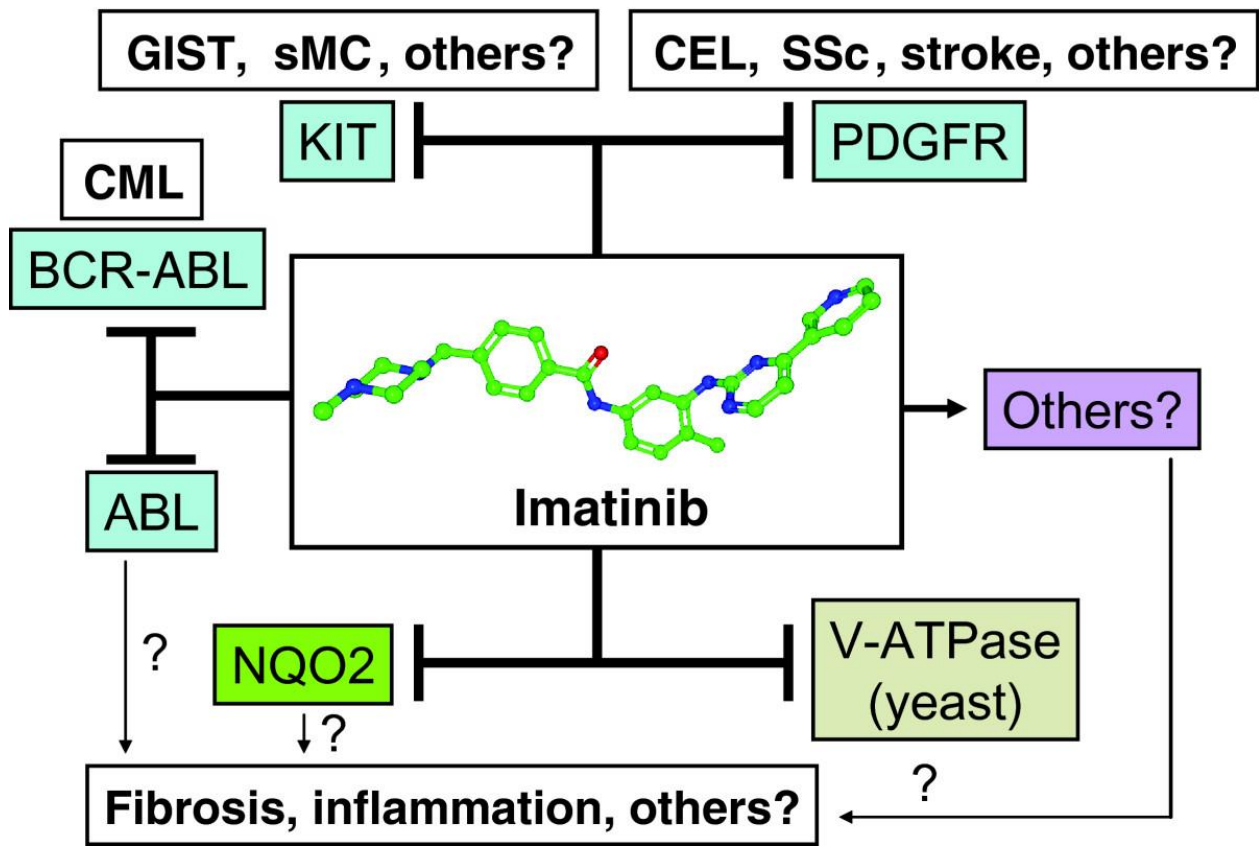 GIST, sMC, others?
CEL, SSc, stroke, others?
KIT
PDGFR
CML
BCR-ABL
Others?
Imatinib
ABL
?
NQO2
V-ATPase
(yeast)
?
?
Fibrosis, inflammation, others?